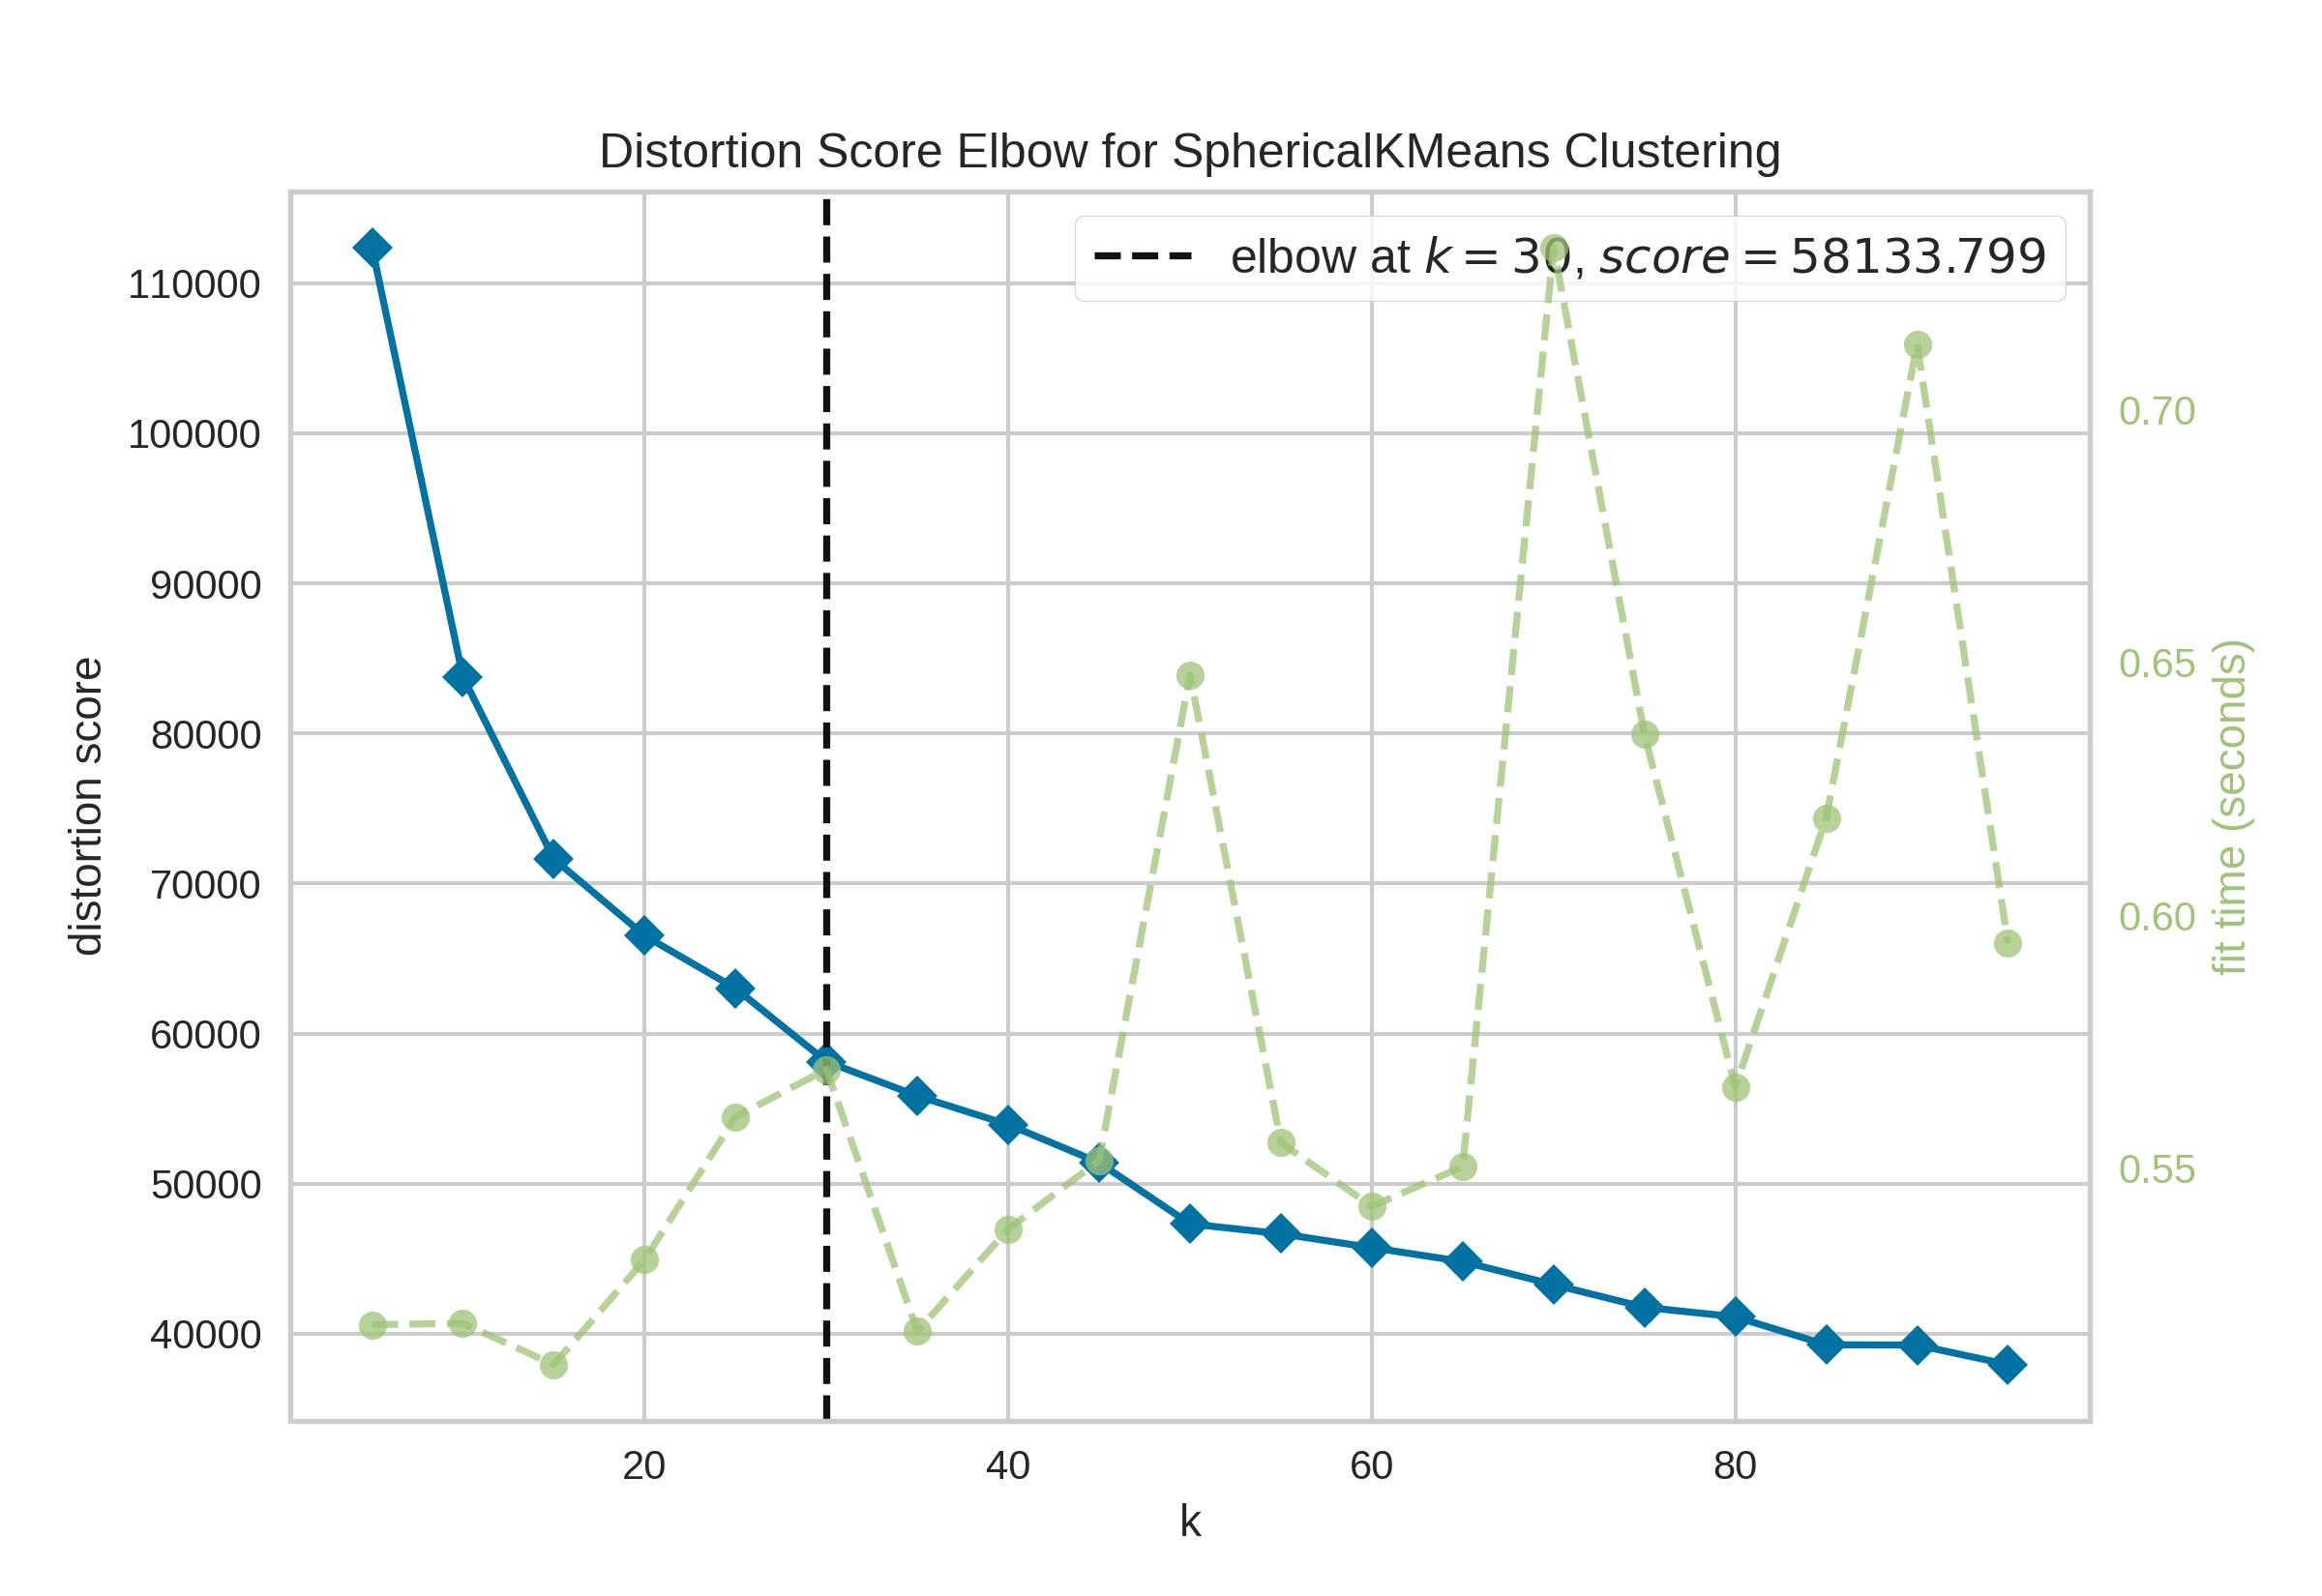 Distortion Score Elbow for SphericalKMeans Clustering
elbow at k = 30, score = 58133.799
110000
100000
90000
80000
70000
60000
50000
40000
distortion score
0.70
0.65
0.60
0.55
fit time (seconds)
20 40 60 80
k